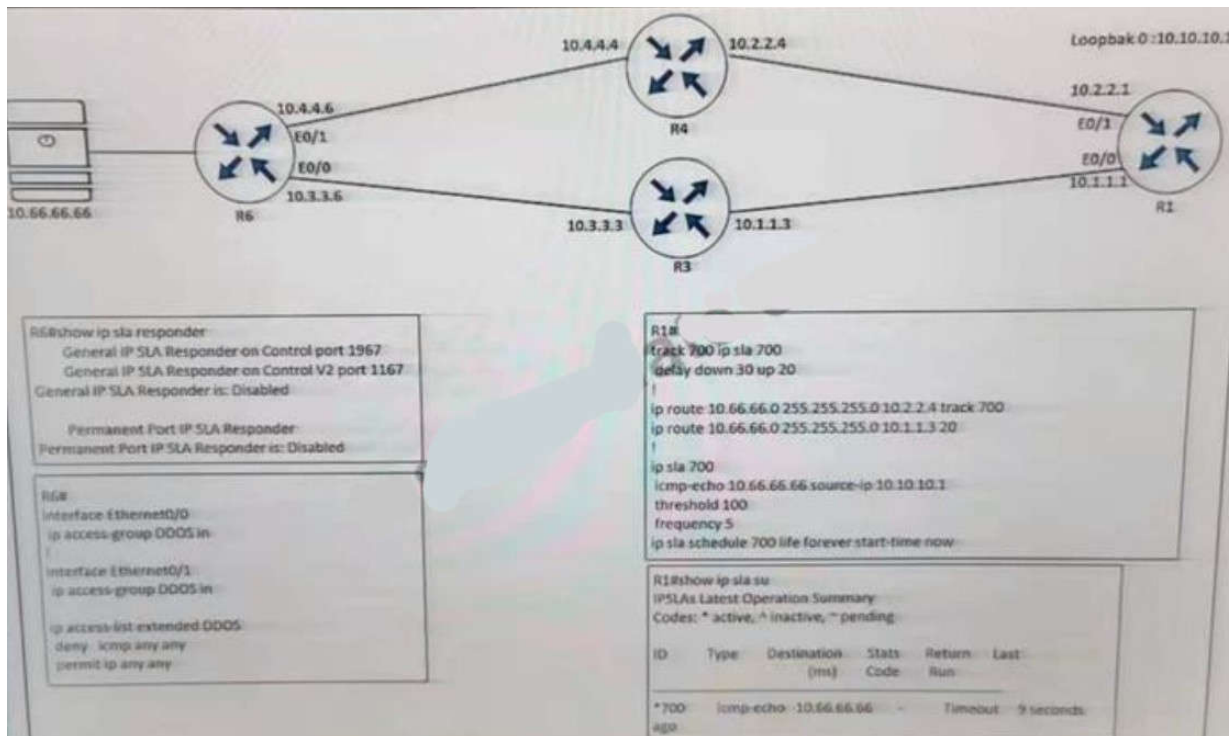 10.4.4.4
10.2.2.4
Loopbak 0 :10.10.10.1
R4
10.4.4.6
E0/1
E0/0
10.3.3.6
R6
10.66.66.66
10.2.2.1
E0/1
E0/0
10.1.1.1
R1
10.3.3.3
10.1.1.3
R3
R6#show ip sla responder
General IP SLA Responder on Control port 1967
General IP SLA Responder on Control V2 port 1167
General IP SLA Responder is: Disabled
Permanent Port IP SLA Responder
Permanent Port IP SLA Responder is: Disabled
R6#
interface Ethernet0/0
ip access-group DDOS in
!
interface Ethernet0/1
ip access-group DDOS in
ip access-list extended DDOS
deny icmp any any
permit ip any any
R1#
track 700 ip sla 700
delay down 30 up 20
!
ip route 10.66.66.0 255.255.255.0 10.2.2.4 track 700
ip route 10.66.66.0 255.255.255.0 10.1.1.3 20
!
ip sla 700
icmp-echo 10.66.66.66 source-ip 10.10.10.1
threshold 100
frequency 5
ip sla schedule 700 life forever start-time now
R1#show ip sla su
IPSLAs Latest Operation Summary
Codes: * active, ^ inactive, ~ pending
ID Type Destination Stats Return Last
(ms) Code Run
*700 icmp-echo 10.66.66.66 - Timeout 9 seconds
ago